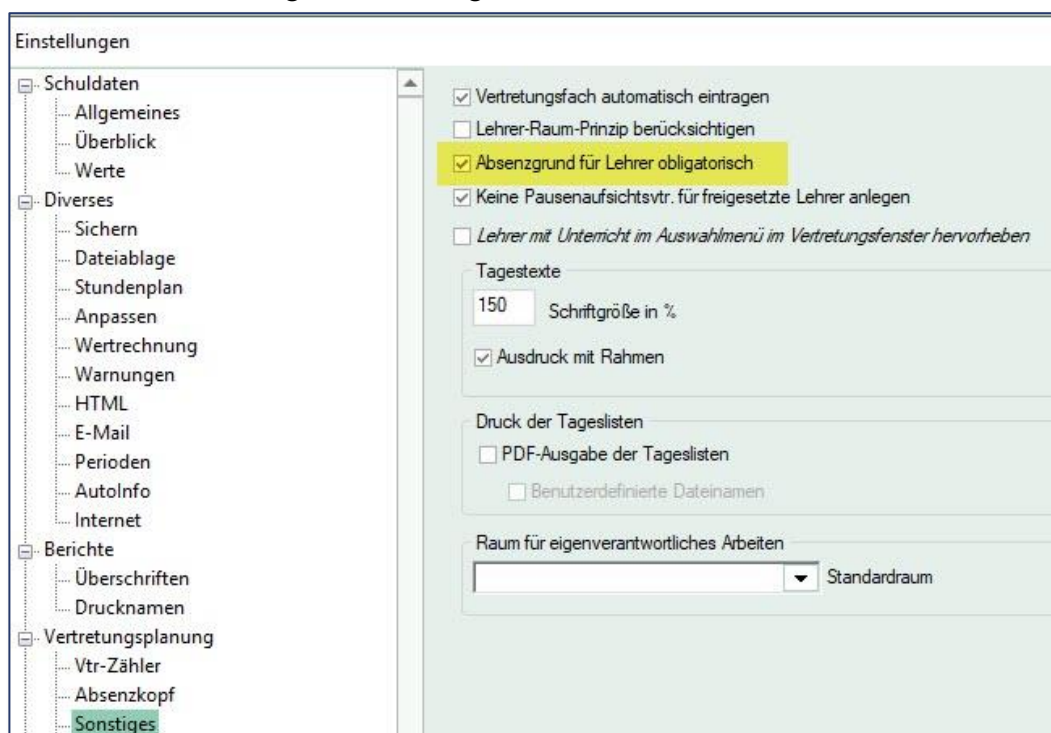 Einstellungen
Schuldaten
Allgemeines
Überblick
Werte
Diverses
Sichern
Dateiablage
Stundenplan
Anpassen
Wertrechnung
Warnungen
HTML
E-Mail
Perioden
AutoInfo
Internet
Berichte
Überschriften
Drucknamen
Vertretungsplanung
Vtr-Zähler
Absenzkopf
Sonstiges
Vertretungsfach automatisch eintragen
Lehrer-Raum-Prinzip berücksichtigen
Absenzgrund für Lehrer obligatorisch
Keine Pausenaufsichtsvtr. für freigesetzte Lehrer anlegen
Lehrer mit Unterricht im Auswahlmenü im Vertretungsfenster hervorheben
Tagestexte
150 Schriftgröße in %
Ausdruck mit Rahmen
Druck der Tageslisten
PDF-Ausgabe der Tageslisten
Benutzerdefinierte Dateinamen
Raum für eigenverantwortliches Arbeiten
Standardraum